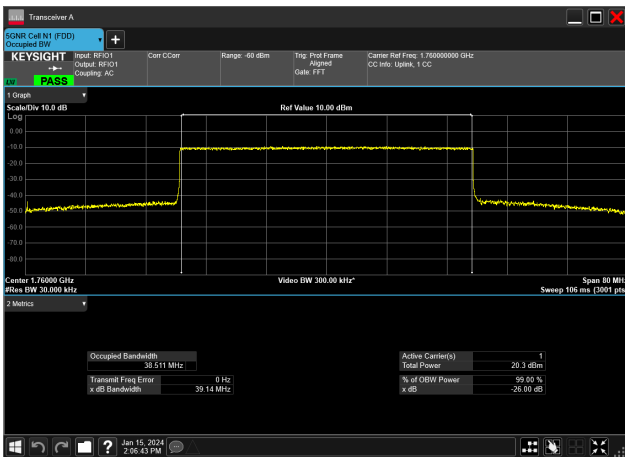 Transceiver A
5GNR Cell N1 (FDD)
Occupied BW
KEYSIGHT
PASS
Input: RFIO1
Output: RFIO1
Coupling: AC
Corr CCorr
Range: -60 dBm
Trig: Prot Frame
Aligned
Gate: FFT
Carrier Ref Freq: 1.760000000 GHz
CC Info: Uplink, 1 CC
1 Graph
Scale/Div 10.0 dB
Ref Value 10.00 dBm
Log
0.00
-10.0
-20.0
-30.0
-40.0
-50.0
-60.0
-70.0
-80.0
Center 1.76000 GHz
#Res BW 30.000 kHz
Video BW 300.00 kHz*
Span 80 MHz
Sweep 106 ms (3001 pts
2 Metrics
Occupied Bandwidth
38.511 MHz
Transmit Freq Error 0 Hz
x dB Bandwidth 39.14 MHz
Active Carrier(s) 1
Total Power 20.3 dBm
% of OBW Power 99.00 %
x dB -26.00 dB
?
Jan 15, 2024
2:06:43 PM